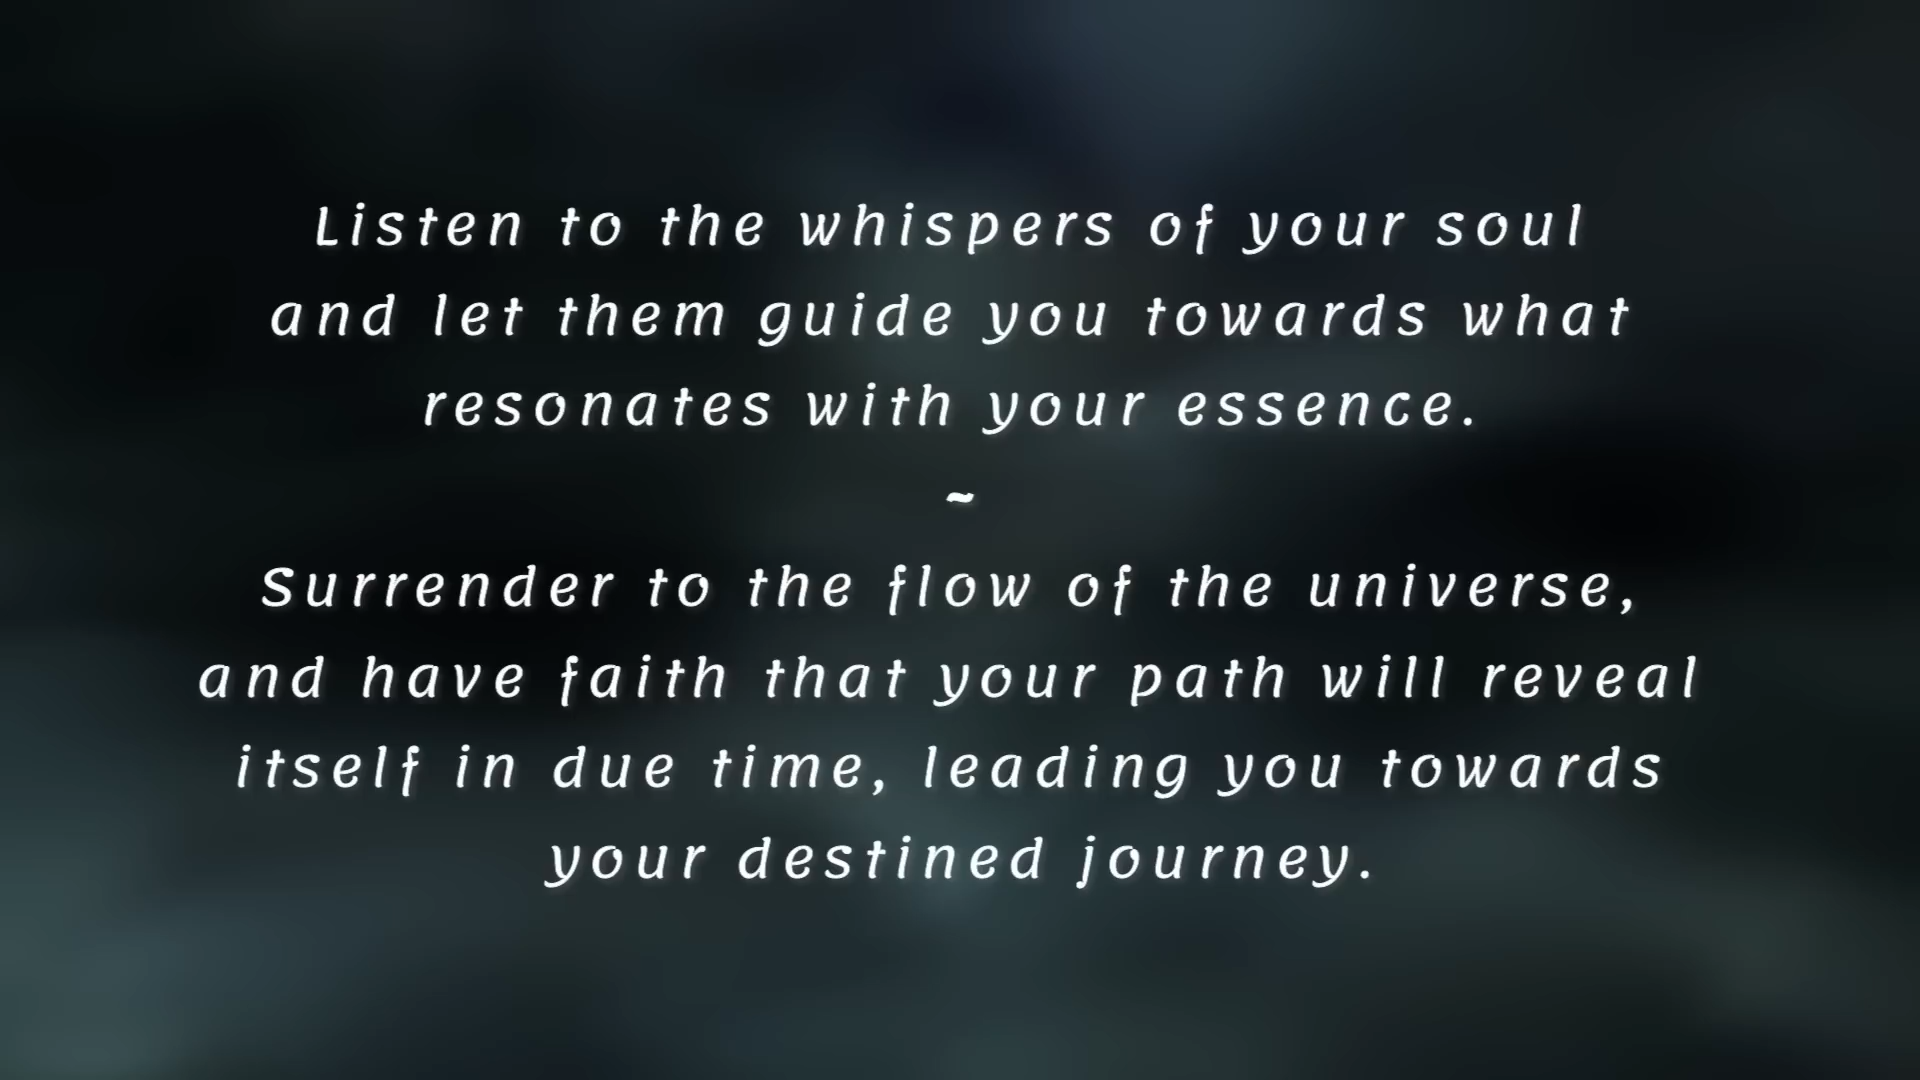 Listen to the whispers of your soul
and let them guide you towards what
resonates with your essence.
~
Surrender to the flow of the universe,
and have faith that your path will reveal
itself in due time, leading you towards
your destined journey.